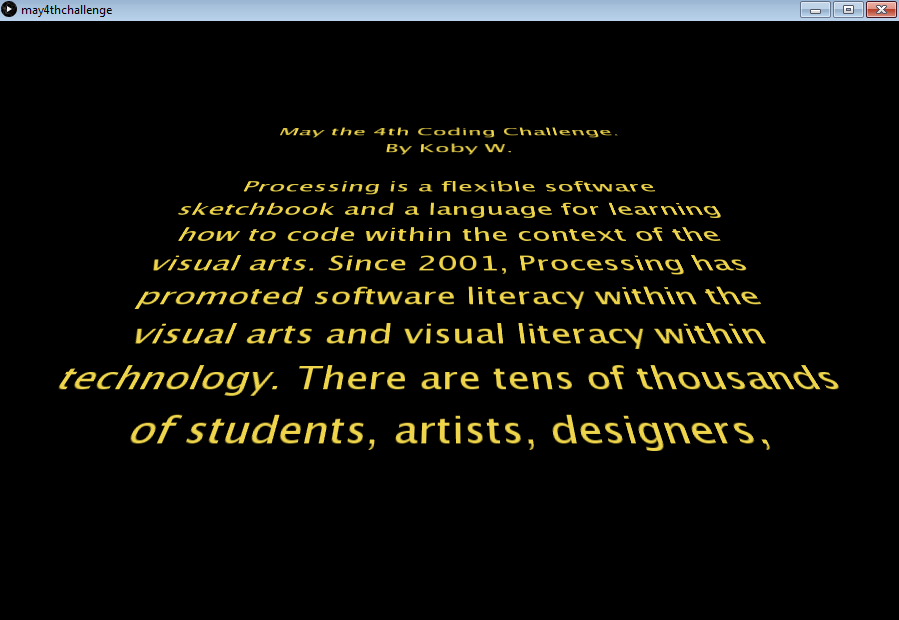 may4thchallenge
May the 4th Coding Challenge.
By Koby W.
Processing is a flexible software
sketchbook and a language for learning
how to code within the context of the
visual arts. Since 2001, Processing has
promoted software literacy within the
visual arts and visual literacy within
technology. There are tens of thousands
of students, artists, designers,